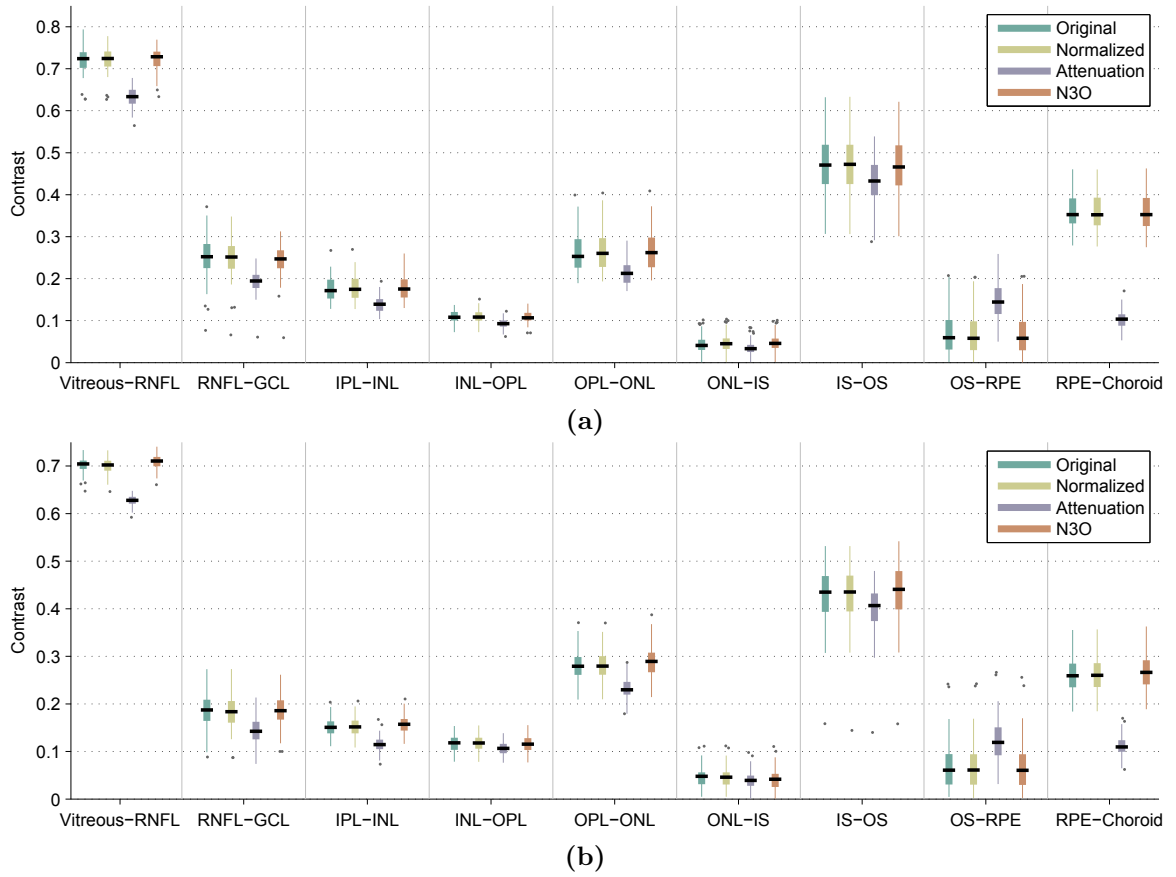 0.8
0.7
0.6
0.5
0.4
0.3
0.2
0.1
0
Contrast
Original
Normalized
Attenuation
N3O
Vitreous−RNFL RNFL−GCL IPL−INL INL−OPL OPL−ONL ONL−IS IS−OS OS−RPE RPE−Choroid
(a)
0.7
0.6
0.5
0.4
0.3
0.2
0.1
0
Contrast
Original
Normalized
Attenuation
N3O
Vitreous−RNFL RNFL−GCL IPL−INL INL−OPL OPL−ONL ONL−IS IS−OS OS−RPE RPE−Choroid
(b)